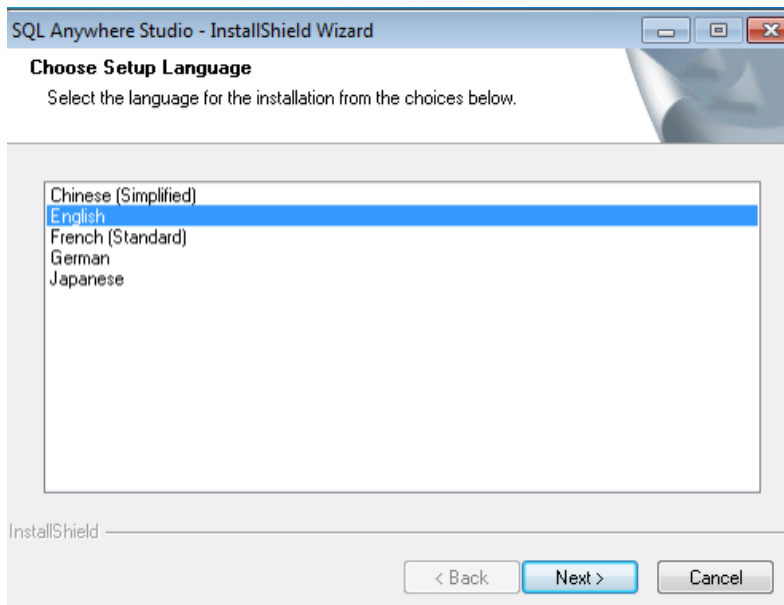 SQL Anywhere Studio - InstallShield Wizard
Choose Setup Language
Select the language for the installation from the choices below.
Chinese (Simplified)
English
French (Standard)
German
Japanese
InstallShield
< Back
Next >
Cancel